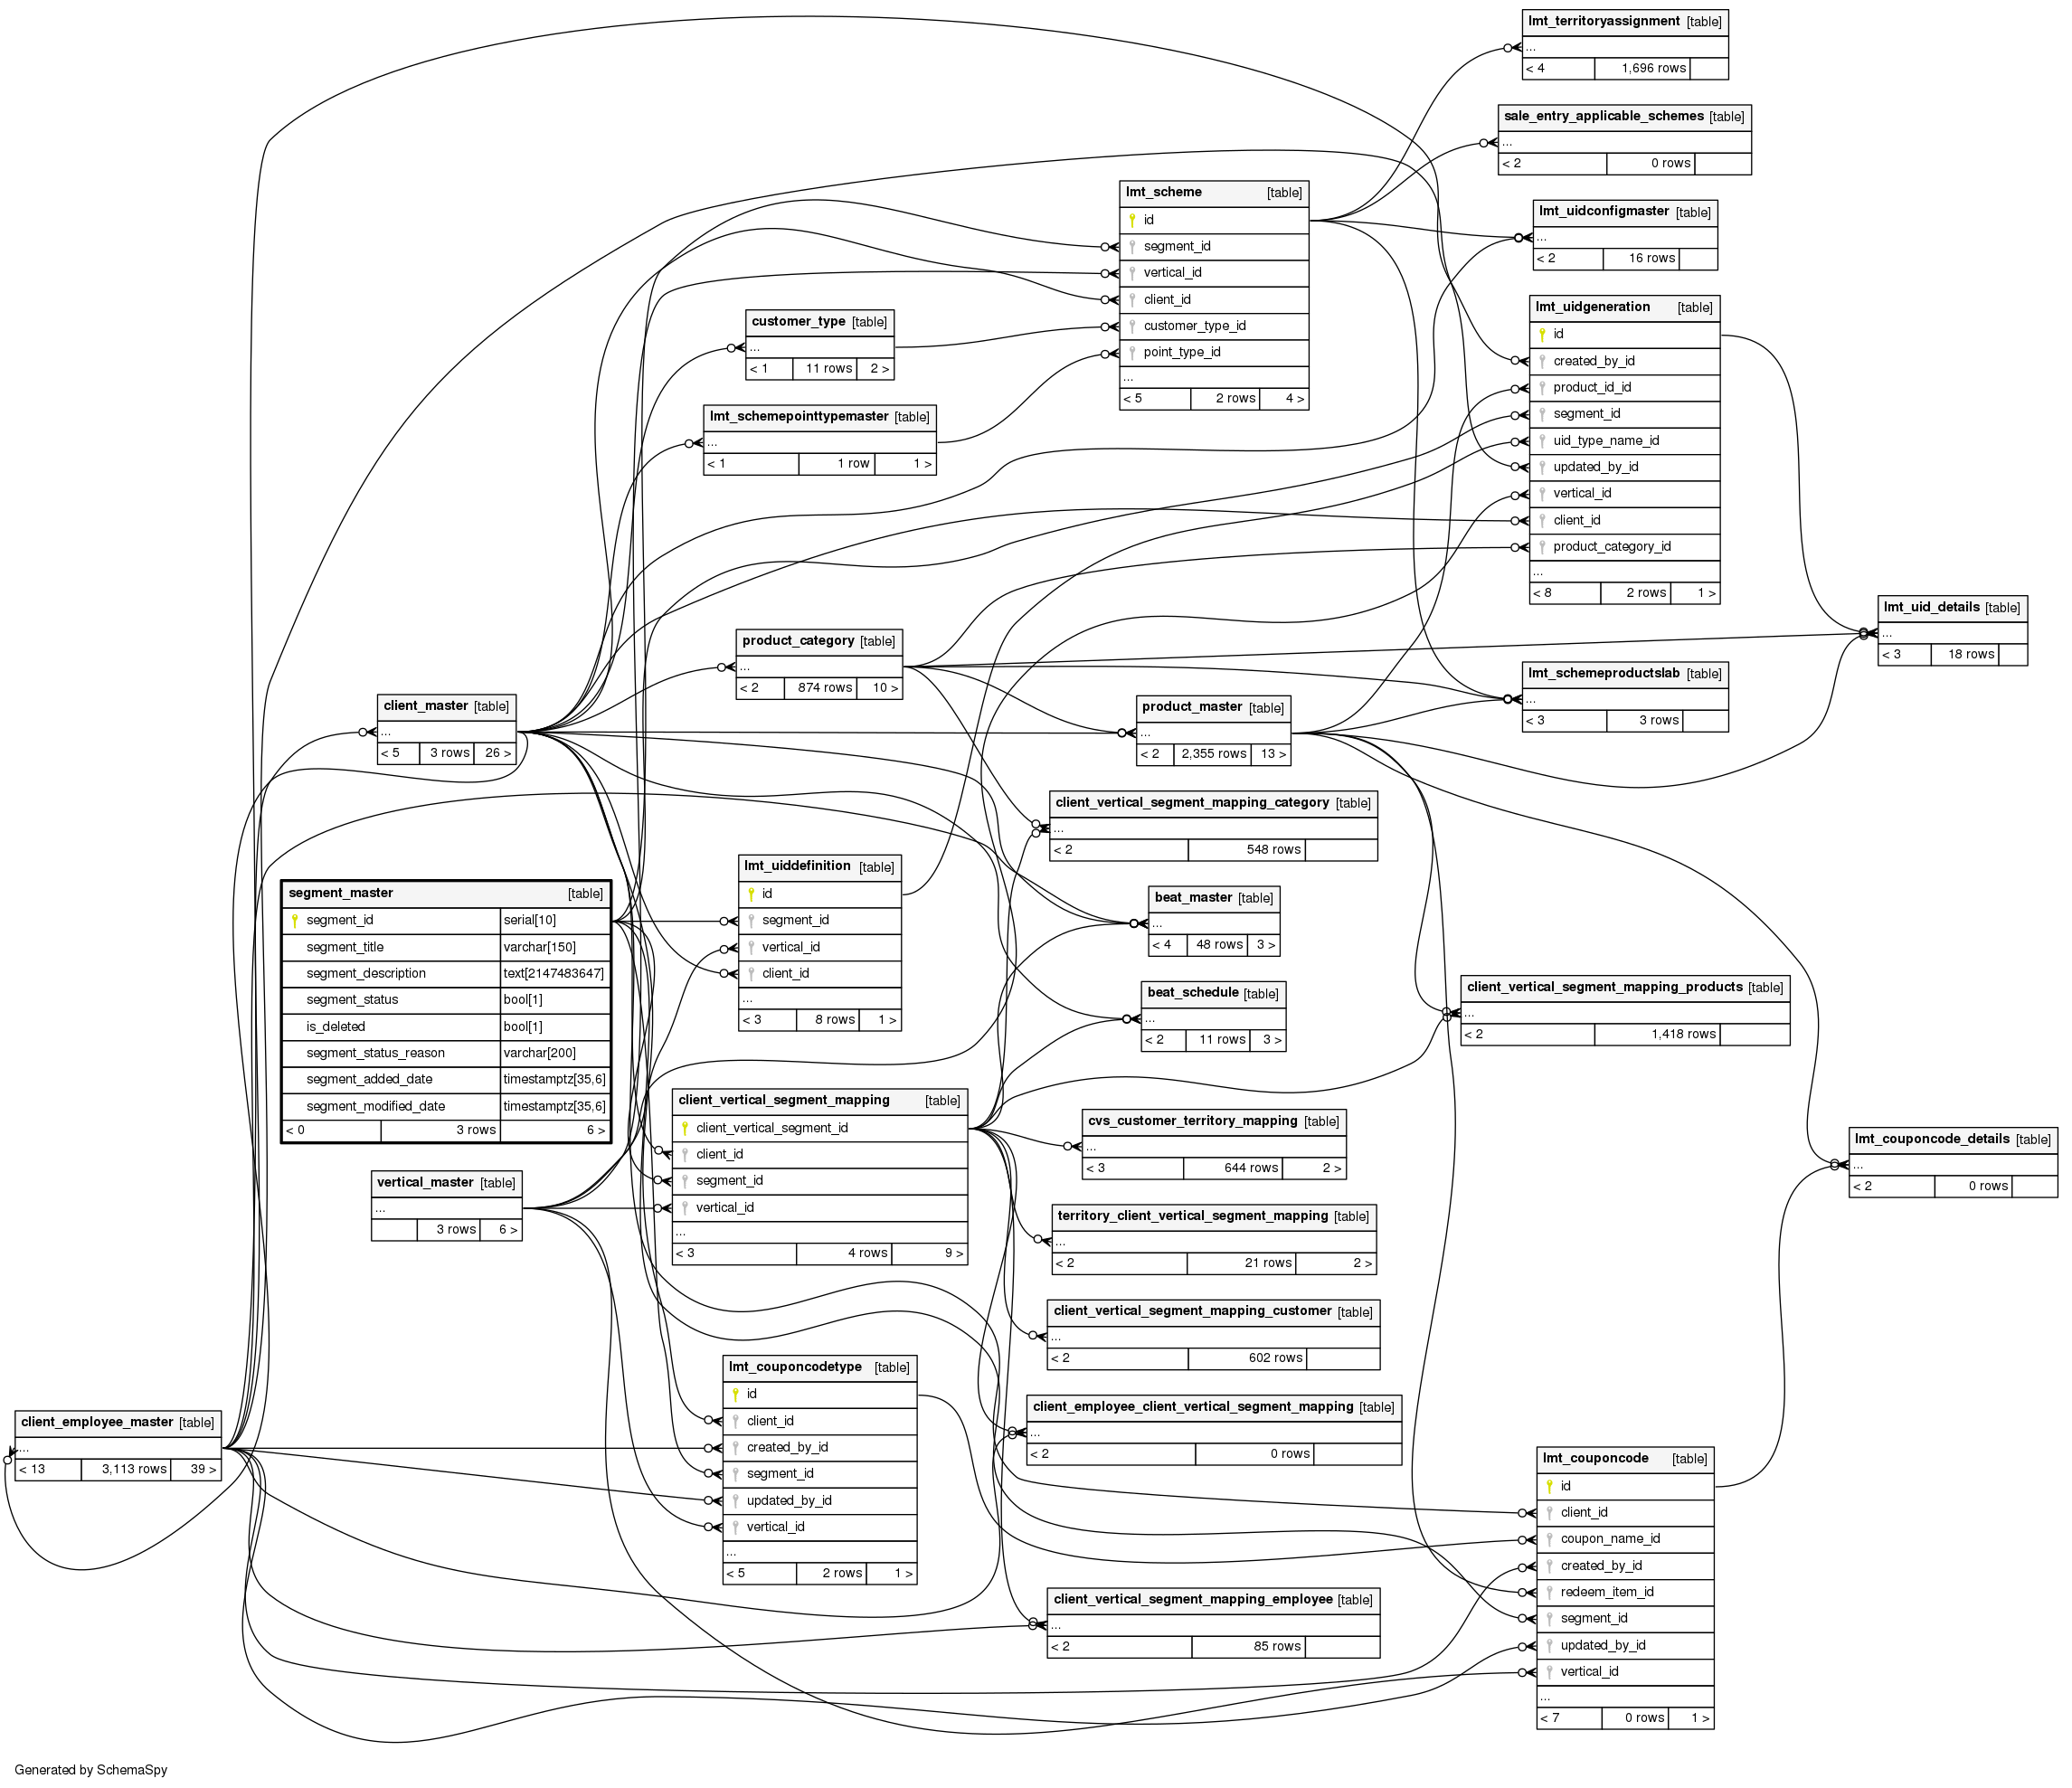 lmt_territoryassignment [table]
...
< 4 1,696 rows
sale_entry_applicable_schemes [table]
...
< 2 0 rows
lmt_scheme [table]
id
segment_id
vertical_id
client_id
customer_type_id
point_type_id
...
< 5 2 rows 4 >
lmt_uidconfigmaster [table]
...
< 2 16 rows
lmt_uidgeneration [table]
id
created_by_id
product_id_id
segment_id
uid_type_name_id
updated_by_id
vertical_id
client_id
product_category_id
...
< 8 2 rows 1 >
customer_type [table]
...
< 1 11 rows 2 >
lmt_schemepointtypemaster [table]
...
< 1 1 row 1 >
lmt_uid_details [table]
...
< 3 18 rows
product_category [table]
...
< 2 874 rows 10 >
lmt_schemeproductslab [table]
...
< 3 3 rows
client_master [table]
...
< 5 3 rows 26 >
product_master [table]
...
< 2 2,355 rows 13 >
client_vertical_segment_mapping_category [table]
...
< 2 548 rows
lmt_uiddefinition [table]
id
segment_id
vertical_id
client_id
...
< 3 8 rows 1 >
segment_master [table]
segment_id serial[10]
segment_title varchar[150]
segment_description text[2147483647]
segment_status bool[1]
is_deleted bool[1]
segment_status_reason varchar[200]
segment_added_date timestamptz[35,6]
segment_modified_date timestamptz[35,6]
< 0 3 rows 6 >
beat_master [table]
...
< 4 48 rows 3 >
beat_schedule [table]
...
< 2 11 rows 3 >
client_vertical_segment_mapping_products [table]
...
< 2 1,418 rows
client_vertical_segment_mapping [table]
client_vertical_segment_id
client_id
segment_id
vertical_id
...
< 3 4 rows 9 >
cvs_customer_territory_mapping [table]
...
< 3 644 rows 2 >
lmt_couponcode_details [table]
...
< 2 0 rows
vertical_master [table]
...
3 rows 6 >
territory_client_vertical_segment_mapping [table]
...
< 2 21 rows 2 >
client_vertical_segment_mapping_customer [table]
...
< 2 602 rows
lmt_couponcodetype [table]
id
client_id
created_by_id
segment_id
updated_by_id
vertical_id
...
< 5 2 rows 1 >
client_employee_client_vertical_segment_mapping [table]
...
< 2 0 rows
client_employee_master [table]
...
< 13 3,113 rows 39 >
lmt_couponcode [table]
id
client_id
coupon_name_id
created_by_id
redeem_item_id
segment_id
updated_by_id
vertical_id
...
< 7 0 rows 1 >
client_vertical_segment_mapping_employee [table]
...
< 2 85 rows
Generated by SchemaSpy